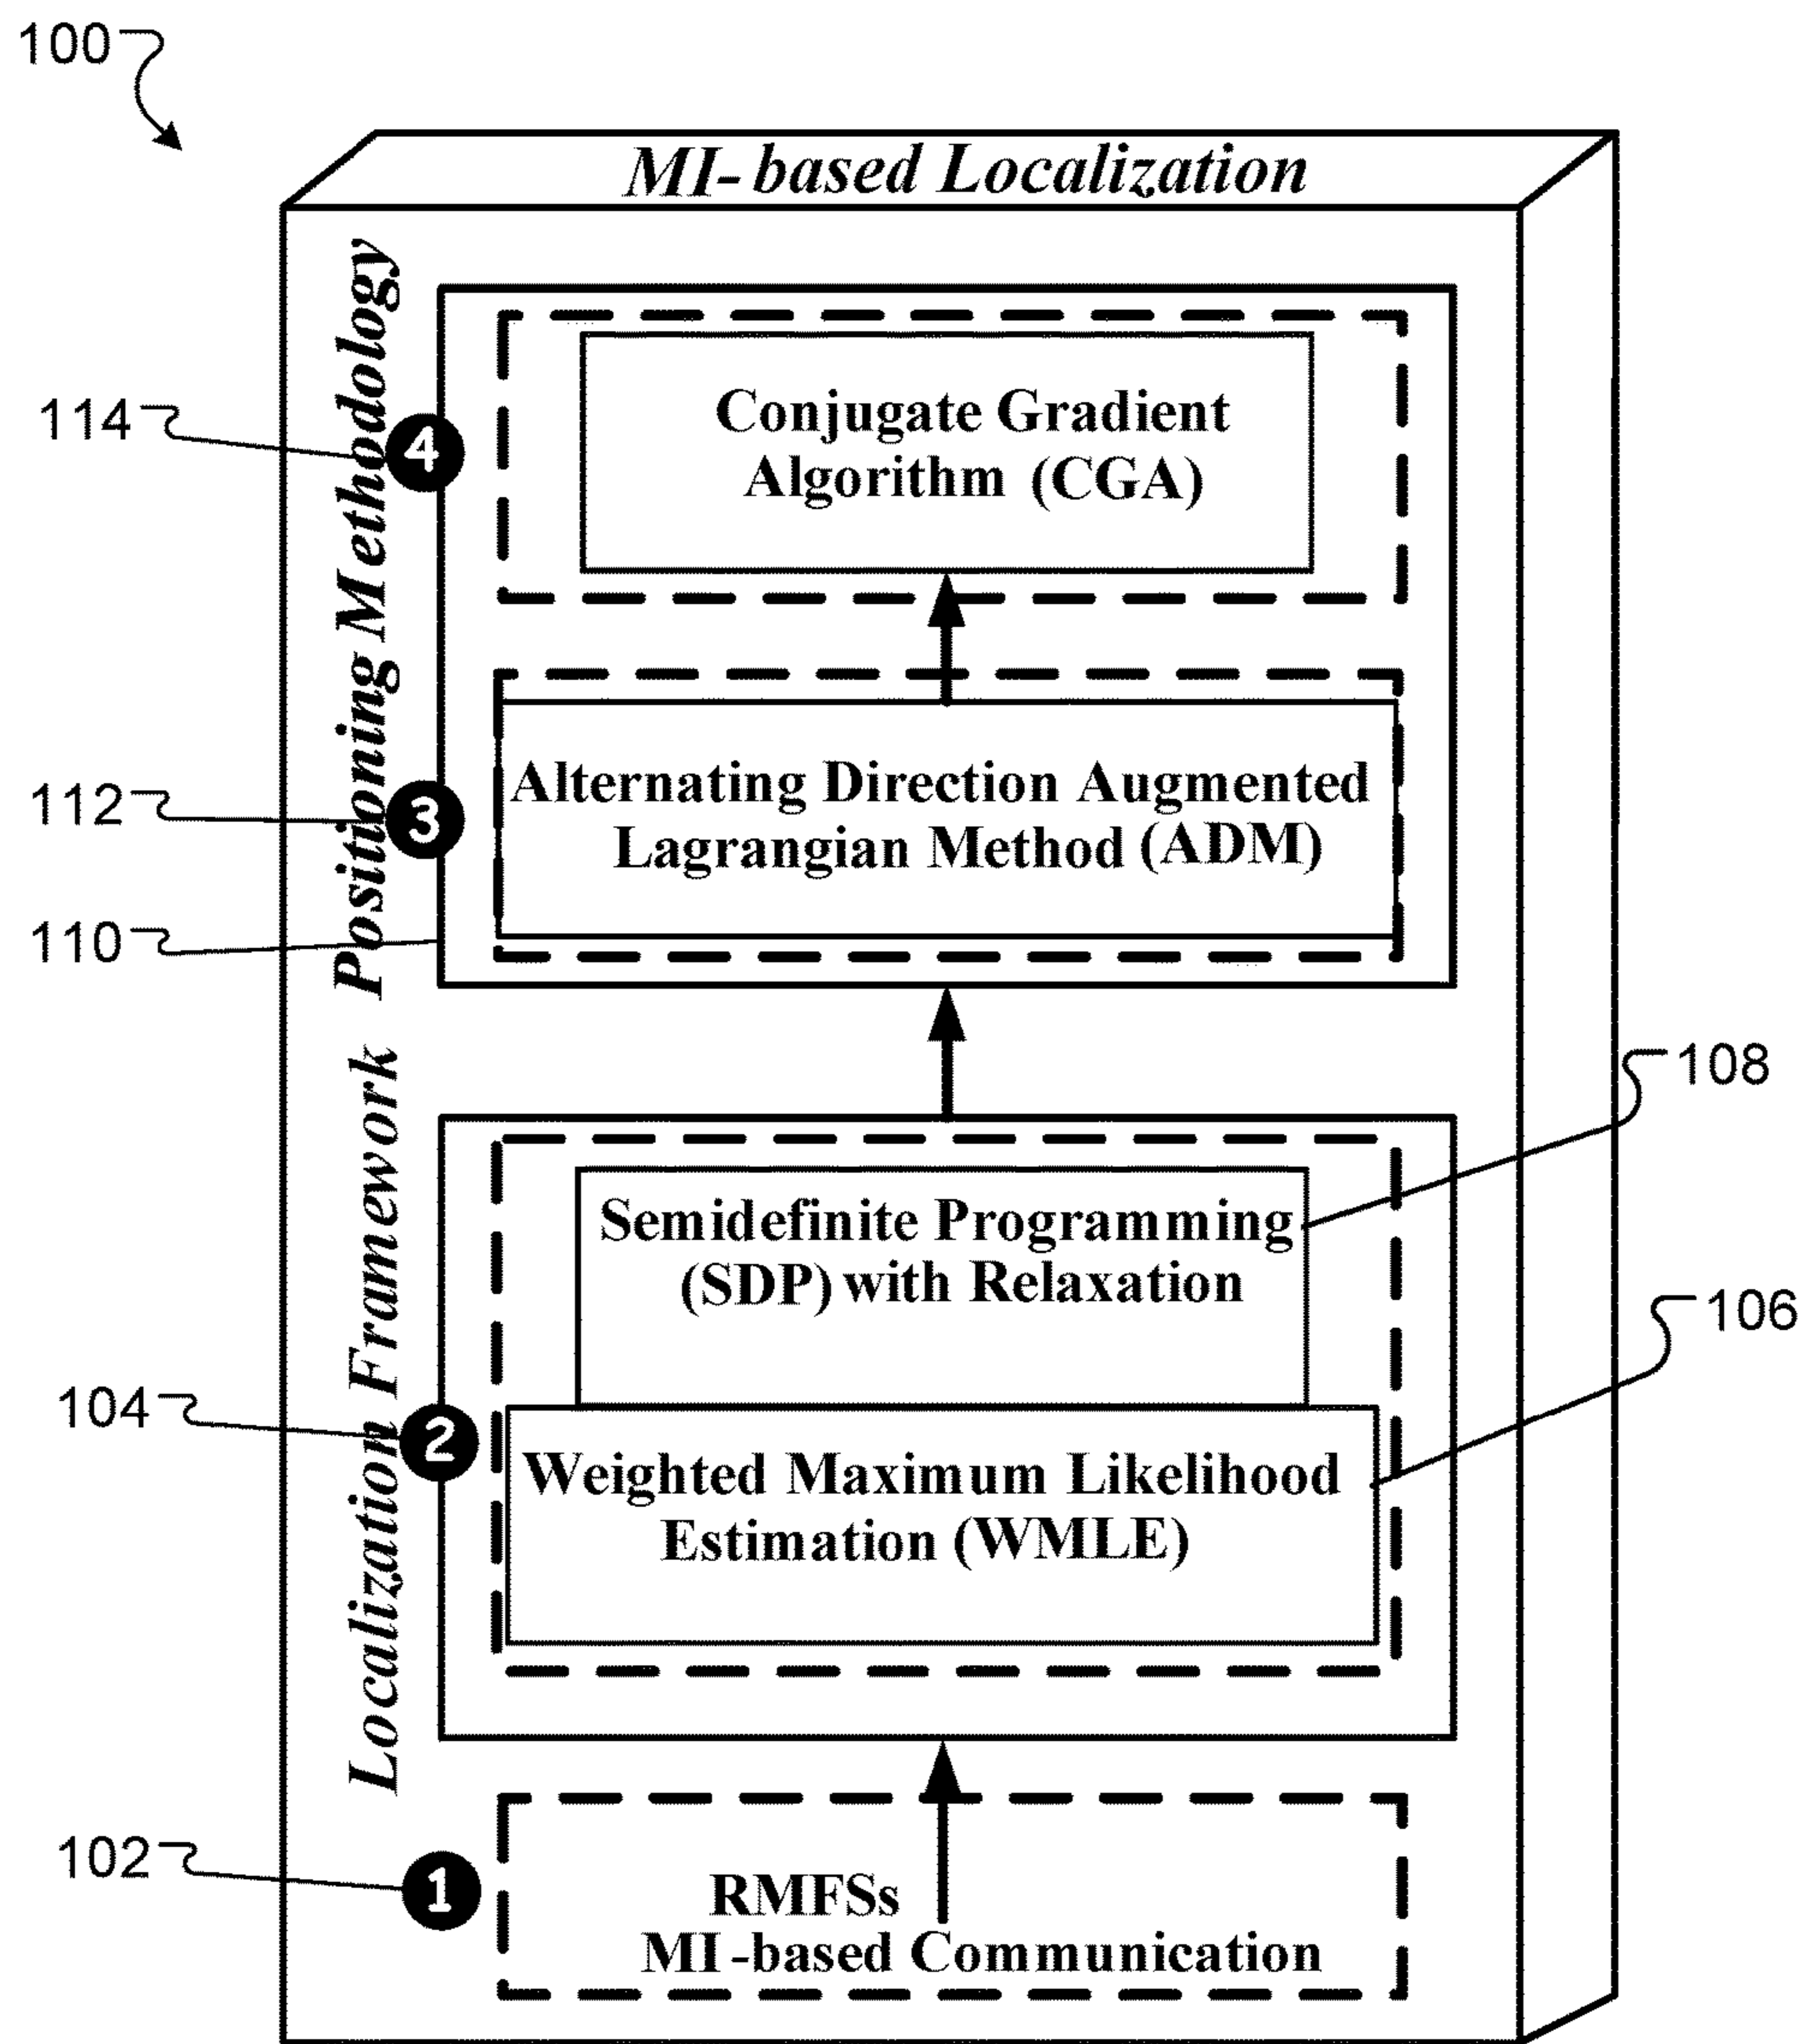 100
MI-based Localization
Positioning Methodology
114
4
Conjugate Gradient
Algorithm (CGA)
112
3
Alternating Direction Augmented
Lagrangian Method (ADM)
110
Localization Framework
108
Semidefinite Programming
(SDP) with Relaxation
106
104
2
Weighted Maximum Likelihood
Estimation (WMLE)
102
1
RMFSs
MI-based Communication